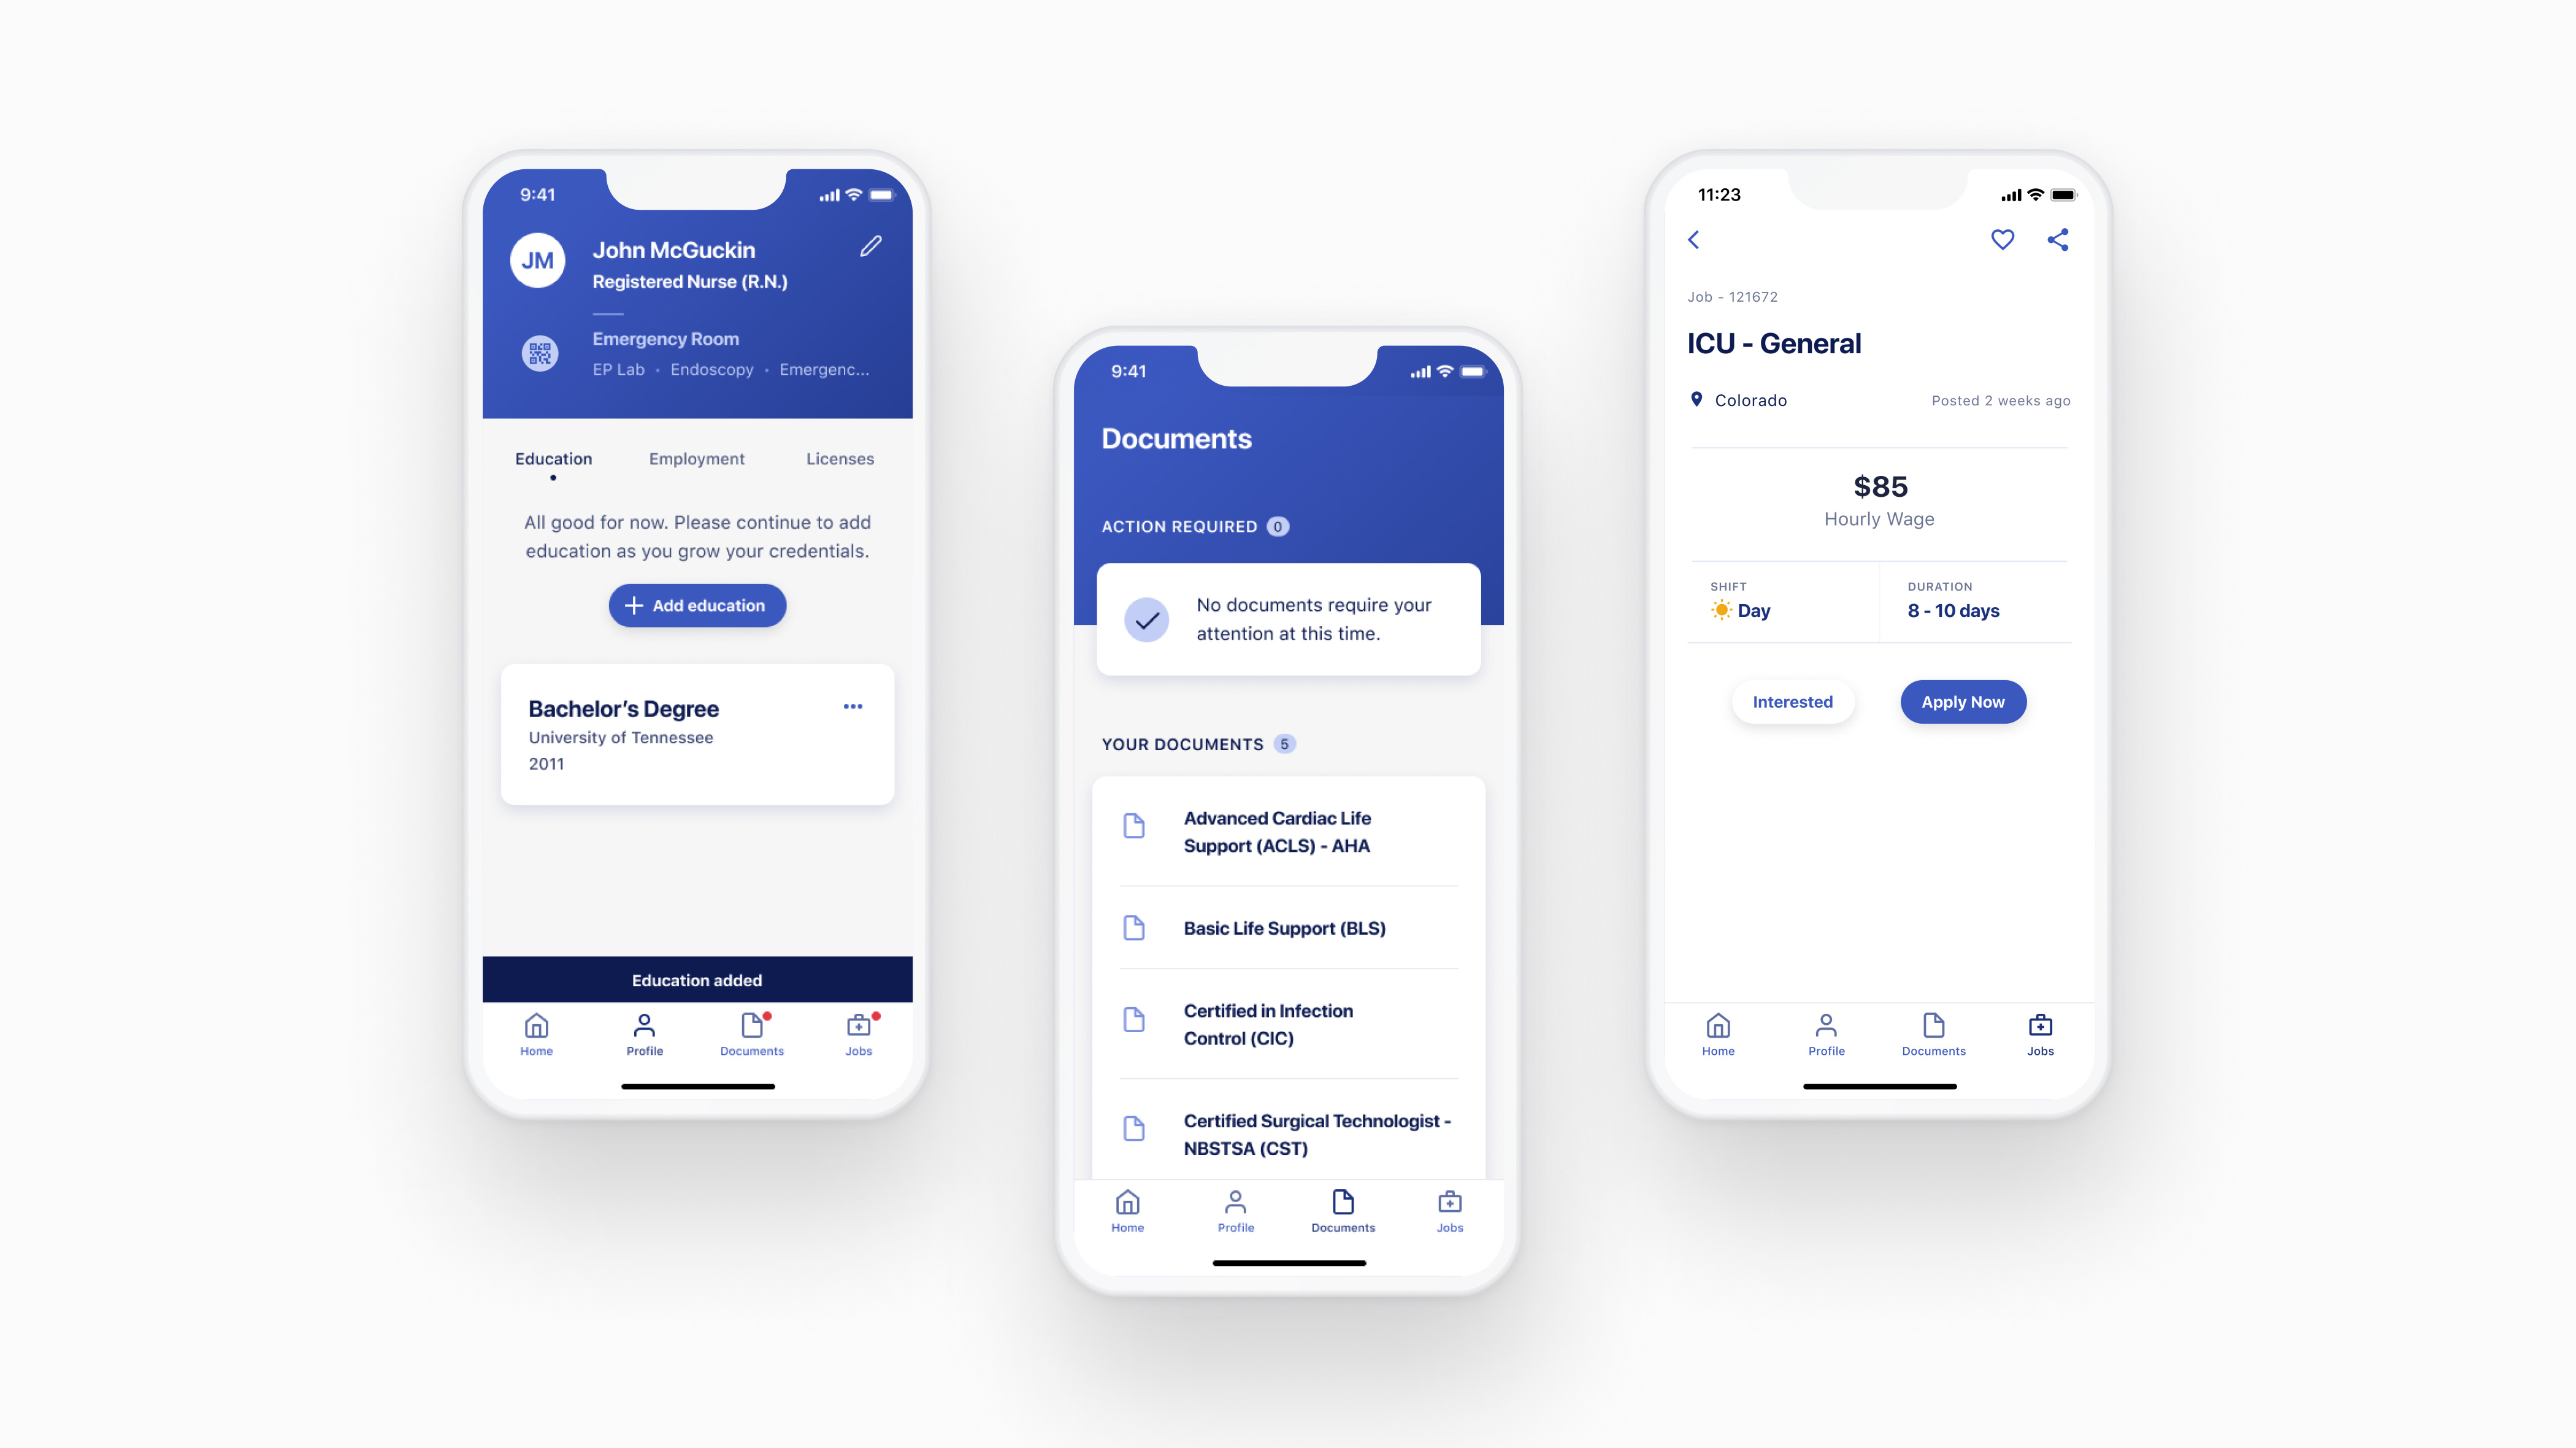 9:41
JM
John McGuckin
Registered Nurse (R.N.)
Emergency Room
EP Lab • Endoscopy • Emergenc...
Education Employment Licenses
All good for now. Please continue to add
education as you grow your credentials.
Add education
Bachelor’s Degree
University of Tennessee
2011
Education added
Home Profile Documents Jobs
9:41
Documents
ACTION REQUIRED 0
No documents require your
attention at this time.
YOUR DOCUMENTS 5
Advanced Cardiac Life
Support (ACLS) - AHA
Basic Life Support (BLS)
Certified in Infection
Control (CIC)
Certified Surgical Technologist -
NBSTSA (CST)
Home Profile Documents Jobs
11:23
Job - 121672
ICU - General
Colorado Posted 2 weeks ago
$85
Hourly Wage
SHIFT DURATION
Day 8 - 10 days
Interested Apply Now
Home Profile Documents Jobs